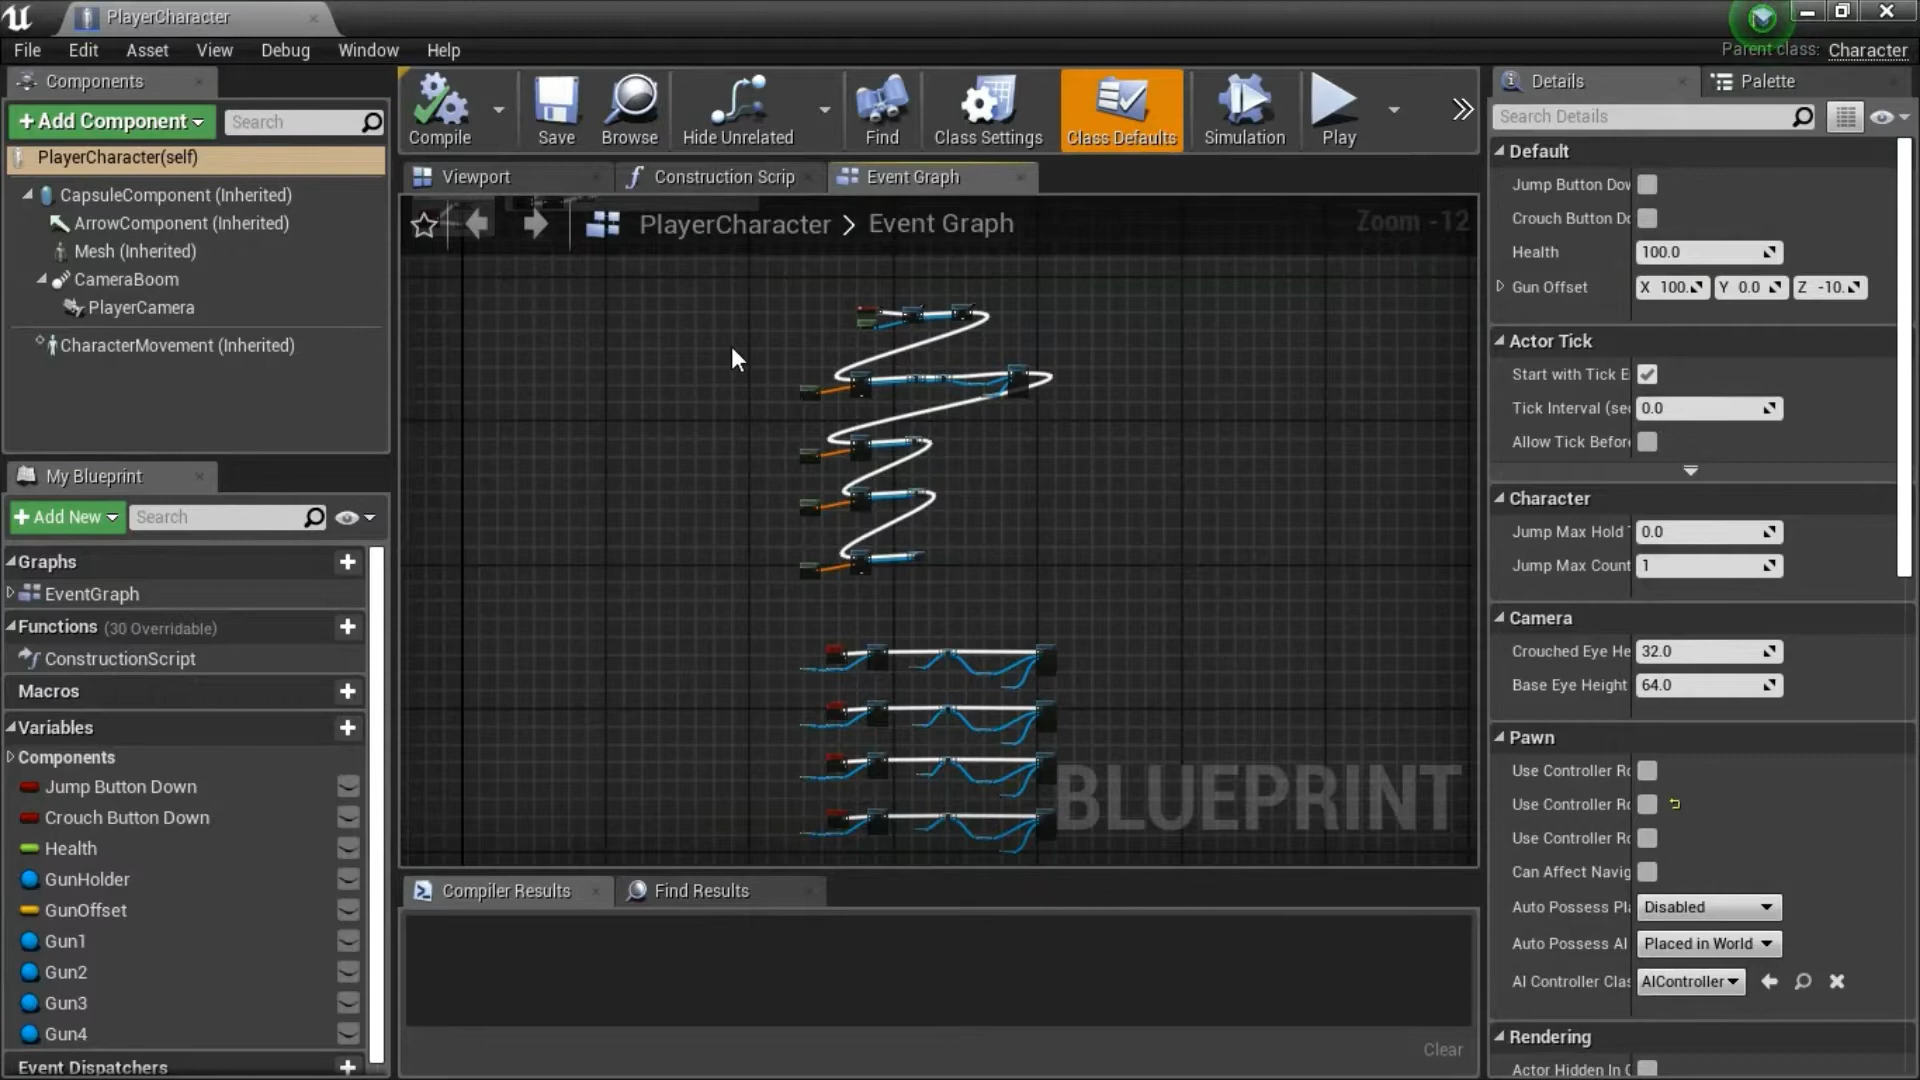 PlayerCharacter
File Edit Asset View Debug Window Help
Parent class: Character
Components
+ Add Component
Search
PlayerCharacter(self)
CapsuleComponent (Inherited)
ArrowComponent (Inherited)
Mesh (Inherited)
CameraBoom
PlayerCamera
CharacterMovement (Inherited)
My Blueprint
+ Add New
Search
Graphs
EventGraph
Functions (30 Overridable)
ConstructionScript
Macros
Variables
Components
Jump Button Down
Crouch Button Down
Health
GunHolder
GunOffset
Gun1
Gun2
Gun3
Gun4
Event Dispatchers
Compile Save Browse Hide Unrelated Find Class Settings Class Defaults Simulation Play
Viewport Construction Scrip Event Graph
PlayerCharacter > Event Graph
Zoom -12
BLUEPRINT
Compiler Results Find Results
Clear
Details Palette
Search Details
Default
Jump Button Dov
Crouch Button Do
Health 100.0
Gun Offset X 100. Y 0.0 Z -10.
Actor Tick
Start with Tick E
Tick Interval (sec 0.0
Allow Tick Before
Character
Jump Max Hold T 0.0
Jump Max Count 1
Camera
Crouched Eye He 32.0
Base Eye Height 64.0
Pawn
Use Controller Ro
Use Controller Ro
Use Controller Ro
Can Affect Navig
Auto Possess Pla Disabled
Auto Possess AI Placed in World
AI Controller Clas AIController
Rendering
Actor Hidden In G